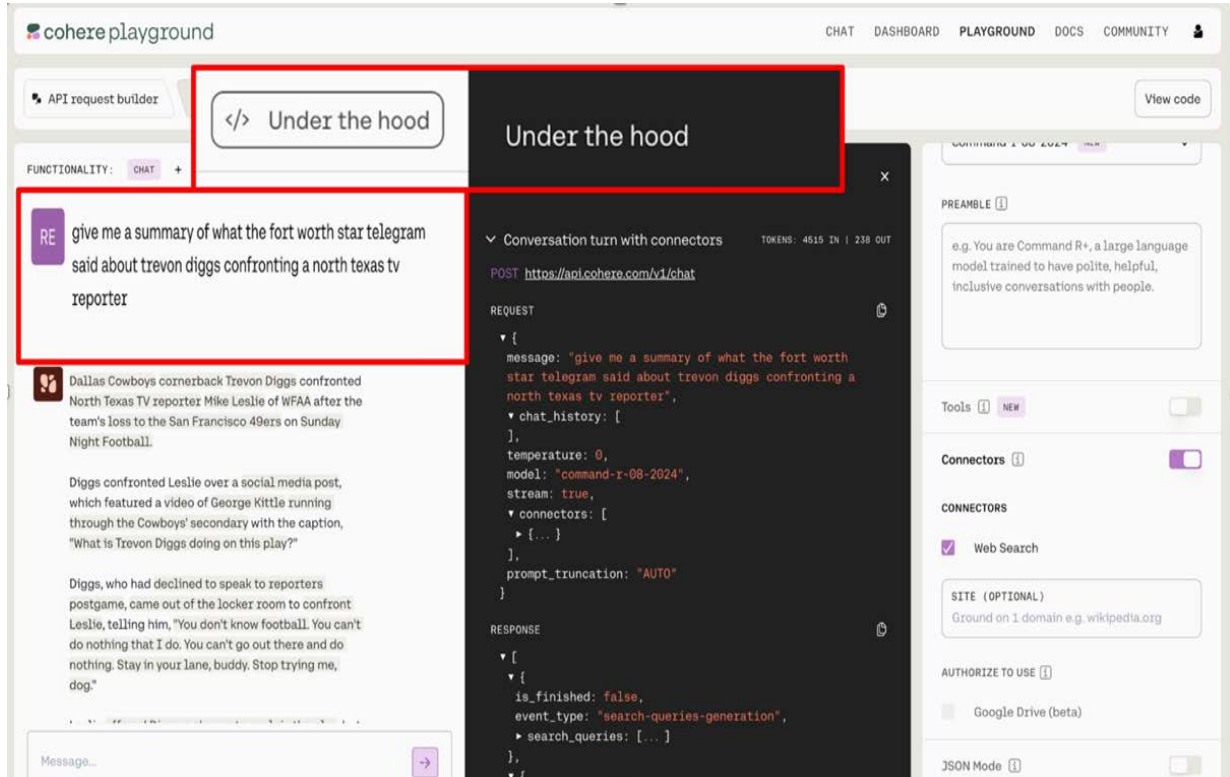 cohere playground
CHAT DASHBOARD PLAYGROUND DOCS COMMUNITY
API request builder
</> Under the hood
Under the hood
View code
FUNCTIONALITY: CHAT +
RE
give me a summary of what the fort worth star telegram
said about trevon diggs confronting a north texas tv
reporter
Dallas Cowboys cornerback Trevon Diggs confronted
North Texas TV reporter Mike Leslie of WFAA after the
team's loss to the San Francisco 49ers on Sunday
Night Football.
Diggs confronted Leslie over a social media post,
which featured a video of George Kittle running
through the Cowboys' secondary with the caption,
"What is Trevon Diggs doing on this play?"
Diggs, who had declined to speak to reporters
postgame, came out of the locker room to confront
Leslie, telling him, "You don't know football. You can't
do nothing that I do. You can't go out there and do
nothing. Stay in your lane, buddy. Stop trying me,
dog."
Message...
Conversation turn with connectors TOKENS: 4515 IN | 238 OUT
POST https://api.cohere.com/v1/chat
REQUEST
▼ {
message: "give me a summary of what the fort worth
star telegram said about trevon diggs confronting a
north texas tv reporter",
▼ chat_history: [
],
temperature: 0,
model: "command-r-08-2024",
stream: true,
▼ connectors: [
▶ {... }
],
prompt_truncation: "AUTO"
}
RESPONSE
▼ [
▼ {
is_finished: false,
event_type: "search-queries-generation",
▶ search_queries: [... ]
},
▼ {
command-r-08-2024 NEW
PREAMBLE
e.g. You are Command R+, a large language
model trained to have polite, helpful,
inclusive conversations with people.
Tools NEW
Connectors
CONNECTORS
Web Search
SITE (OPTIONAL)
Ground on 1 domain e.g. wikipedia.org
AUTHORIZE TO USE
Google Drive (beta)
JSON Mode